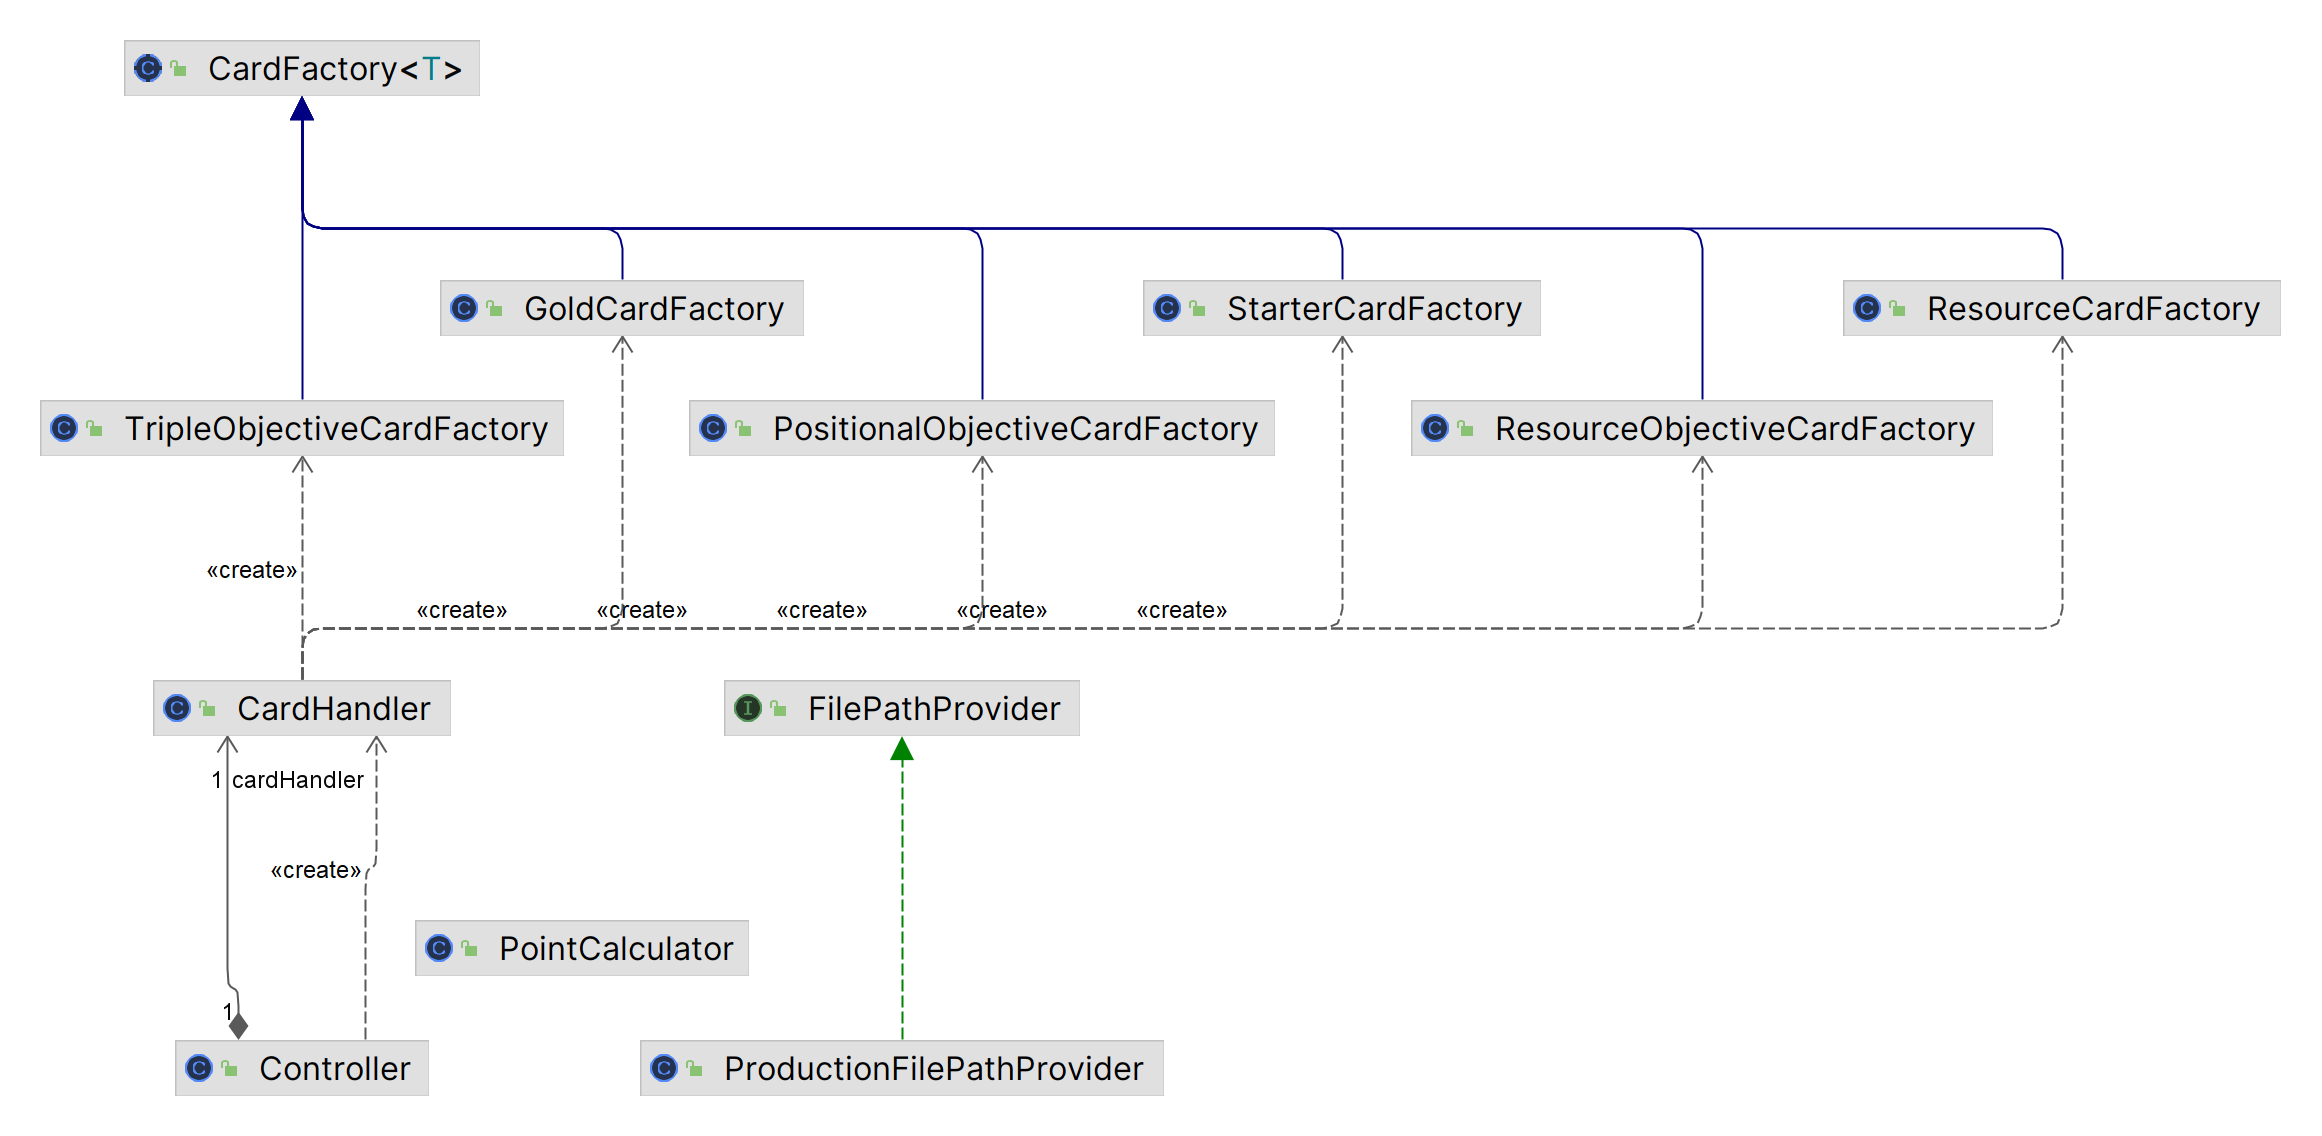 CardFactory<T>
GoldCardFactory
StarterCardFactory
ResourceCardFactory
TripleObjectiveCardFactory
PositionalObjectiveCardFactory
ResourceObjectiveCardFactory
«create»
«create»
«create»
«create»
«create»
«create»
CardHandler
FilePathProvider
1 cardHandler
«create»
PointCalculator
1
Controller
ProductionFilePathProvider